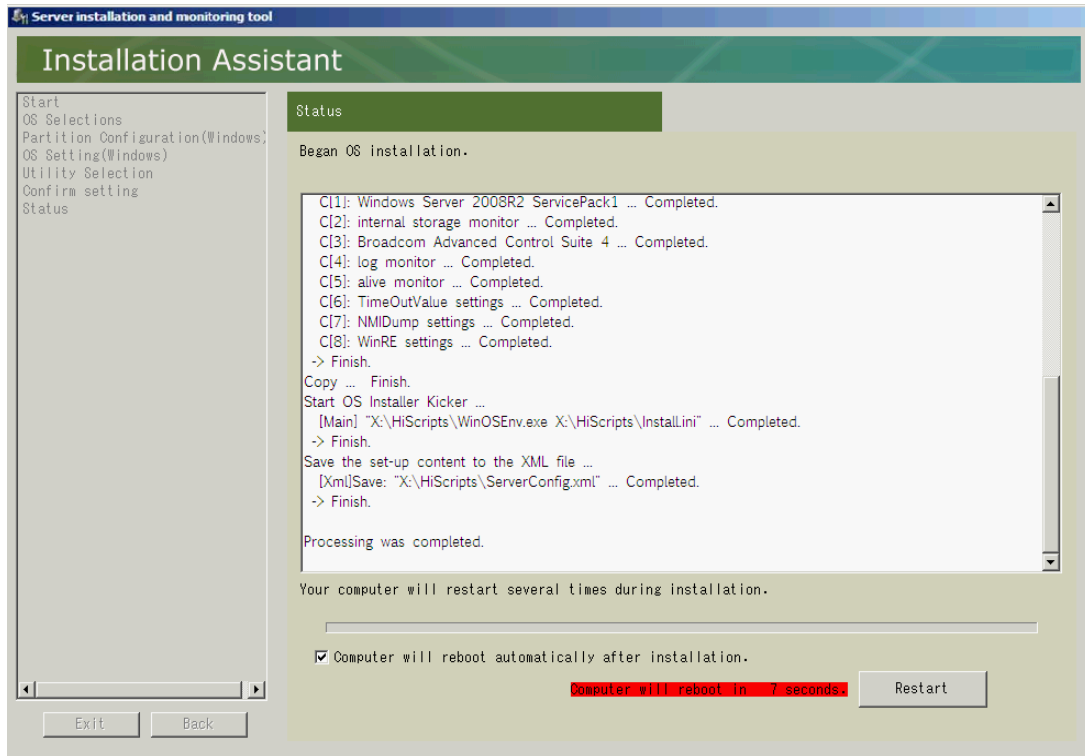 Server installation and monitoring tool
Installation Assistant
Start
OS Selections
Partition Configuration(Windows)
OS Setting(Windows)
Utility Selection
Confirm setting
Status
Status
Began OS installation.
C[1]: Windows Server 2008R2 ServicePack1 ... Completed.
C[2]: internal storage monitor ... Completed.
C[3]: Broadcom Advanced Control Suite 4 ... Completed.
C[4]: log monitor ... Completed.
C[5]: alive monitor ... Completed.
C[6]: TimeOutValue settings ... Completed.
C[7]: NMIDump settings ... Completed.
C[8]: WinRE settings ... Completed.
-> Finish.
Copy ... Finish.
Start OS Installer Kicker ...
[Main] "X:\HiScripts\WinOSEnv.exe X:\HiScripts\Install.ini" ... Completed.
-> Finish.
Save the set-up content to the XML file ...
[Xml]Save: "X:\HiScripts\ServerConfig.xml" ... Completed.
-> Finish.
Processing was completed.
Your computer will restart several times during installation.
Computer will reboot automatically after installation.
Computer will reboot in 7 seconds.
Restart
Exit
Back